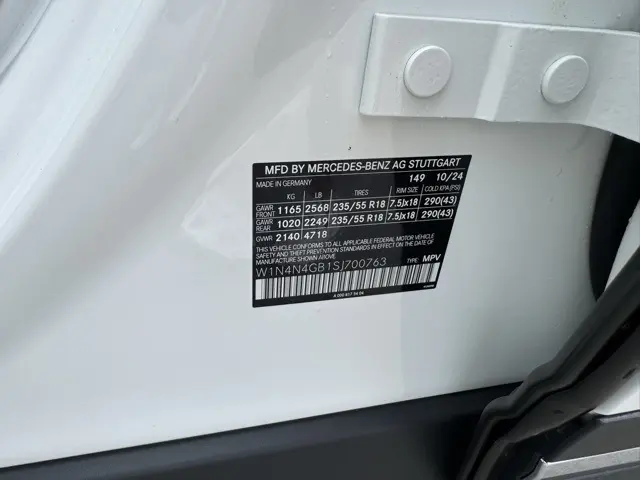 MFD BY MERCEDES-BENZ AG STUTTGART
MADE IN GERMANY 149 10/24
KG LB TIRES RIM SIZE COLD KPA (PSI)
GAWR FRONT 1165 2568 235/55 R18 7.5Jx18 290(43)
GAWR REAR 1020 2249 235/55 R18 7.5Jx18 290(43)
GVWR 2140 4718
THIS VEHICLE CONFORMS TO ALL APPLICABLE FEDERAL MOTOR VEHICLE
SAFETY AND THEFT PREVENTION STANDARDS IN EFFECT ON THE DATE OF
MANUFACTURE SHOWN ABOVE.
W1N4N4GB1SJ700763 TYPE: MPV